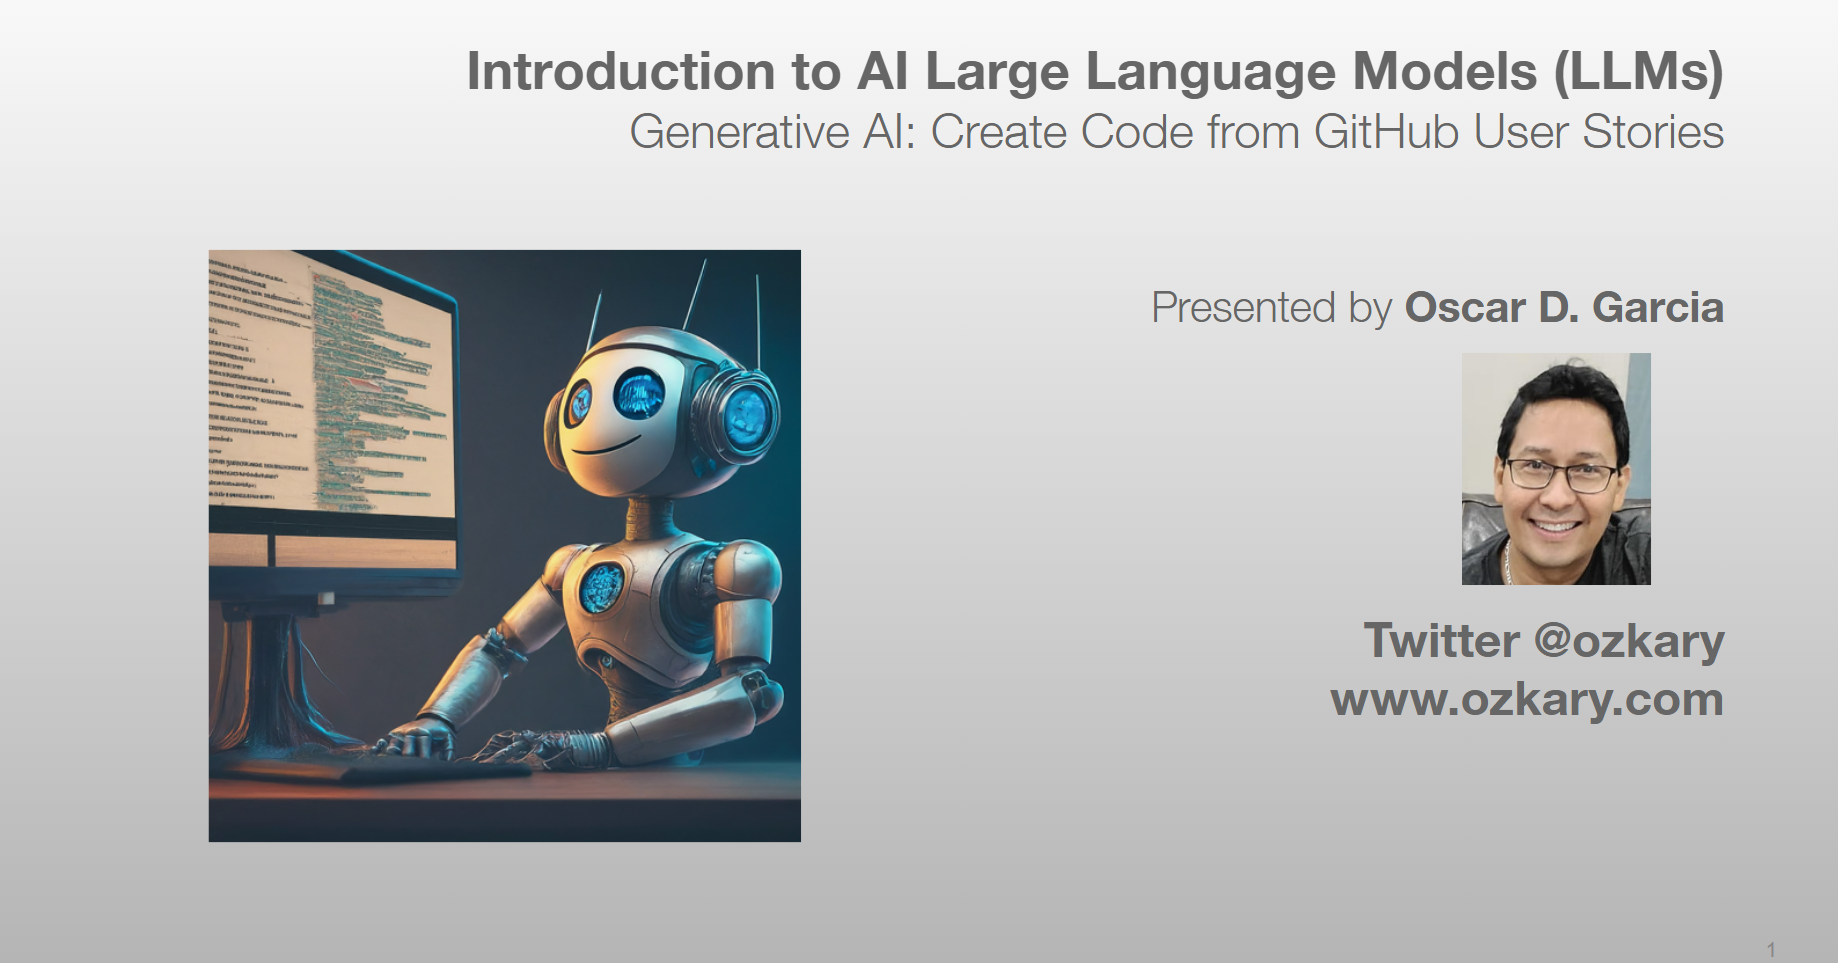 Introduction to AI Large Language Models (LLMs)
Generative AI: Create Code from GitHub User Stories
Presented by Oscar D. Garcia
Twitter @ozkary
www.ozkary.com
1